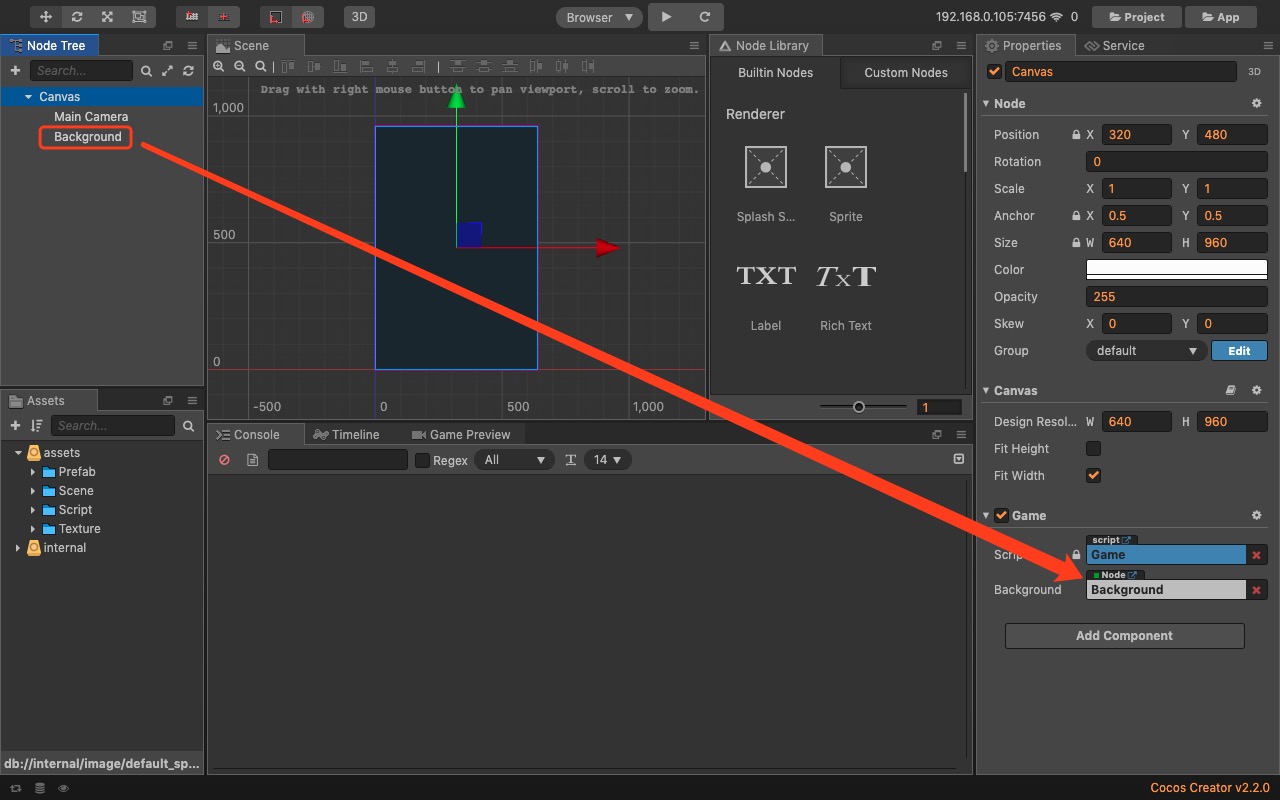 3D
Browser
192.168.0.105:7456
0
Project
App
Node Tree
Search...
Canvas
Main Camera
Background
Scene
Drag with right mouse button to pan viewport, scroll to zoom.
1,000
500
0
-500
0
500
1,000
Node Library
Builtin Nodes
Custom Nodes
Renderer
Splash S...
Sprite
TXT
TxT
Label
Rich Text
1
Properties
Service
Canvas
3D
Node
Position X 320 Y 480
Rotation 0
Scale X 1 Y 1
Anchor X 0.5 Y 0.5
Size W 640 H 960
Color
Opacity 255
Skew X 0 Y 0
Group default Edit
Canvas
Design Resol... W 640 H 960
Fit Height
Fit Width
Game
script
Game
Node
Background Background
Add Component
Assets
Search...
assets
Prefab
Scene
Script
Texture
internal
db://internal/image/default_sp...
Console
Timeline
Game Preview
Regex
All
14
Cocos Creator v2.2.0